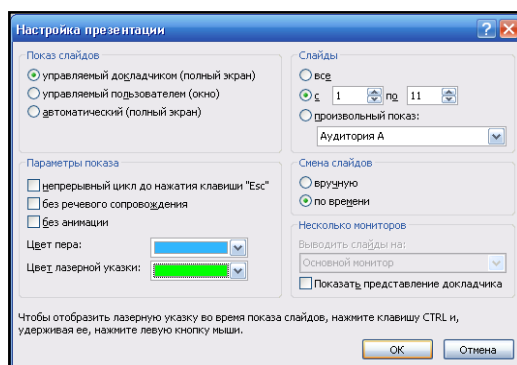 Настройка презентации
Показ слайдов
управляемый докладчиком (полный экран)
управляемый пользователем (окно)
автоматический (полный экран)
Слайды
все
с 1 по 11
произвольный показ:
Аудитория А
Параметры показа
непрерывный цикл до нажатия клавиши "Esc"
без речевого сопровождения
без анимации
Цвет пера:
Цвет лазерной указки:
Смена слайдов
вручную
по времени
Несколько мониторов
Выводить слайды на:
Основной монитор
Показать представление докладчика
Чтобы отобразить лазерную указку во время показа слайдов, нажмите клавишу CTRL и,
удерживая ее, нажмите левую кнопку мыши.
ОК
Отмена